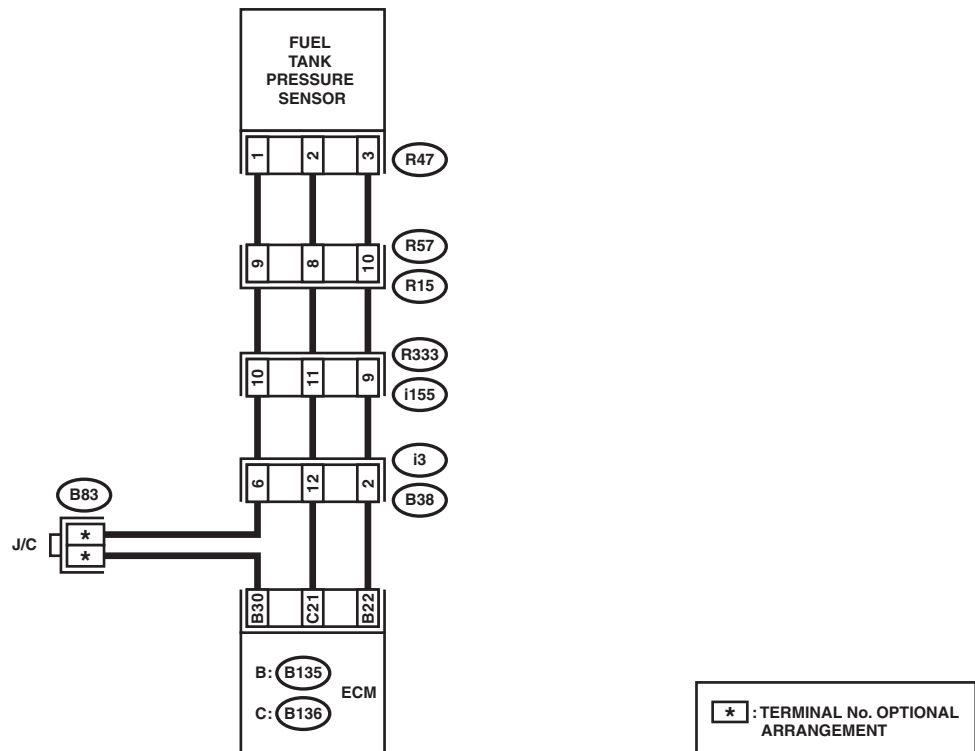 FUEL
TANK
PRESSURE
SENSOR
1 2 3
R47
9 8 10
R57
R15
10 11 9
R333
i155
6 12 2
i3
B38
B83
J/C
*
*
B30 C21 B22
B: B135
ECM
C: B136
* : TERMINAL No. OPTIONAL
ARRANGEMENT